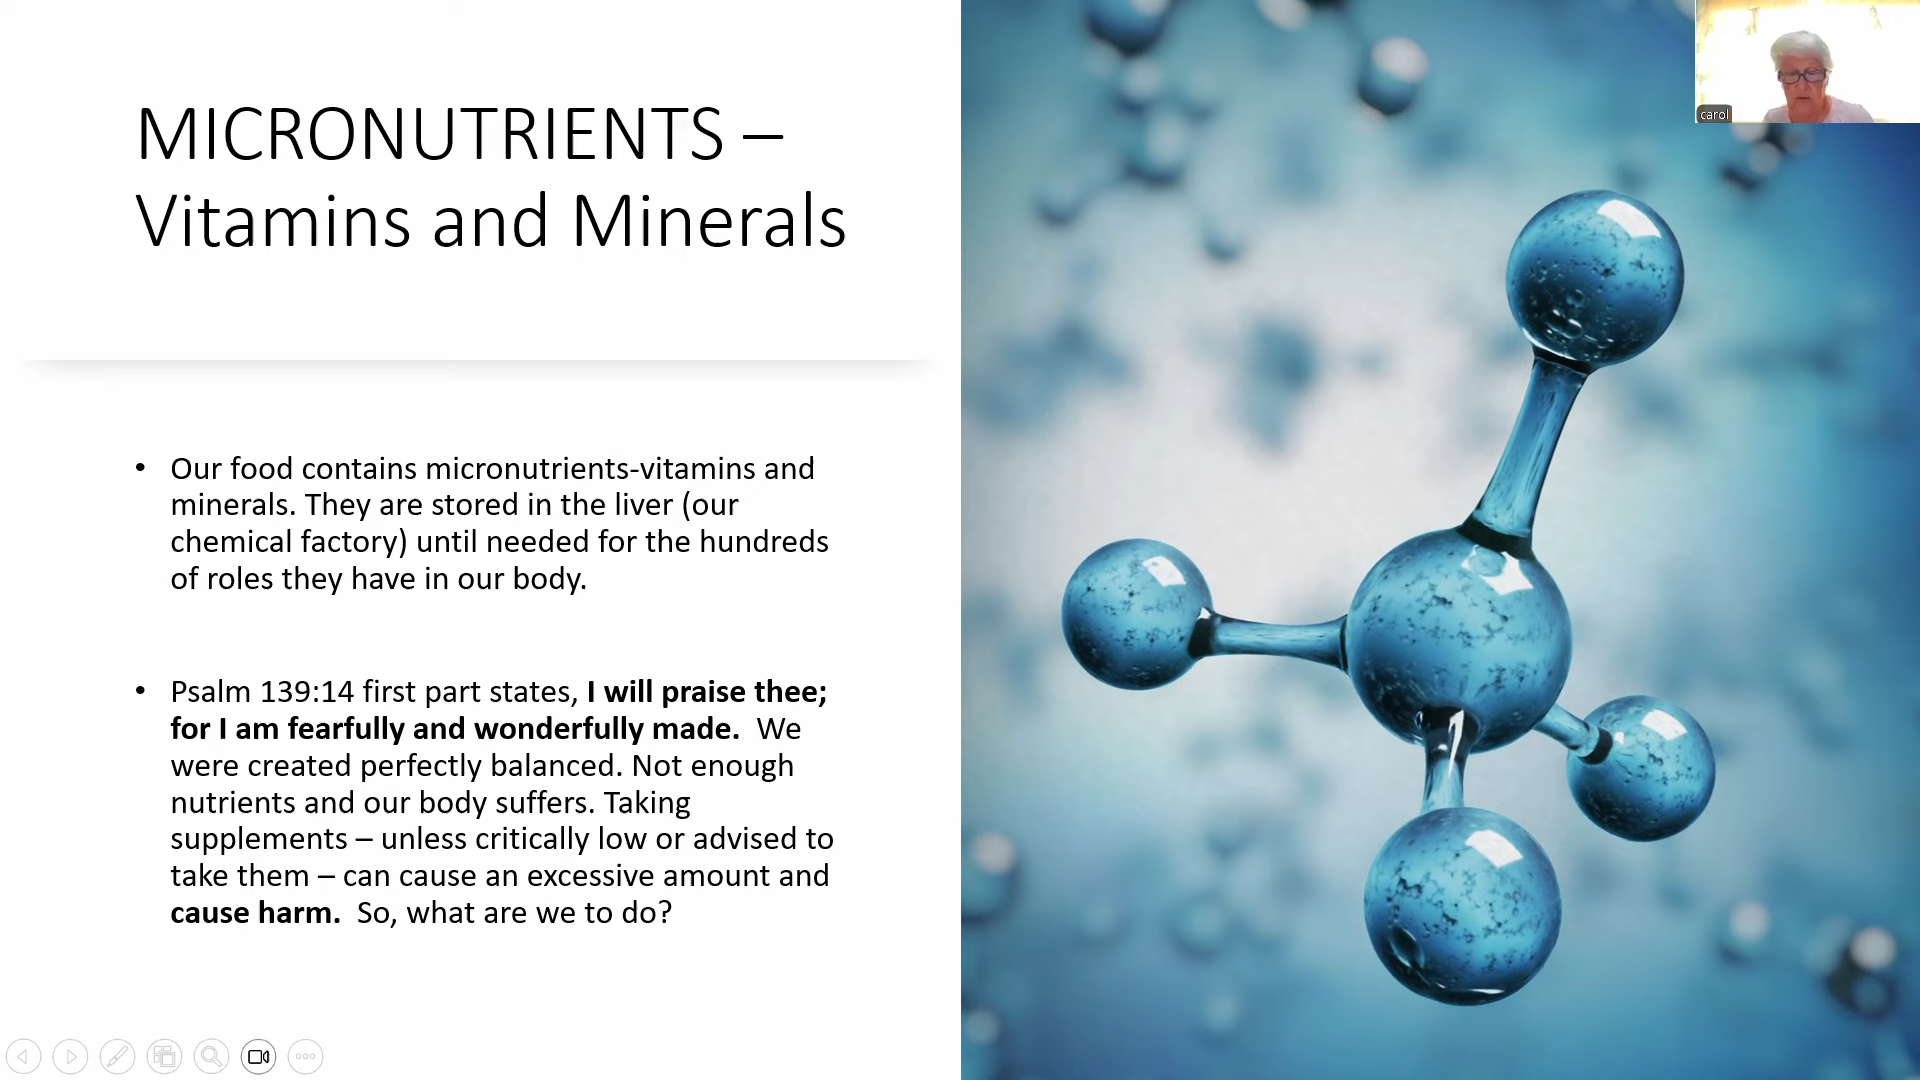 MICRONUTRIENTS –
Vitamins and Minerals
carol
• Our food contains micronutrients-vitamins and
minerals. They are stored in the liver (our
chemical factory) until needed for the hundreds
of roles they have in our body.
• Psalm 139:14 first part states, I will praise thee;
for I am fearfully and wonderfully made.  We
were created perfectly balanced. Not enough
nutrients and our body suffers. Taking
supplements – unless critically low or advised to
take them – can cause an excessive amount and
cause harm.  So, what are we to do?